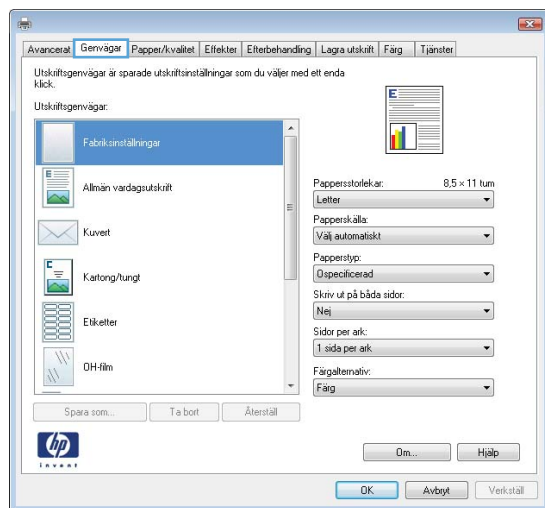 Avancerat Genvägar Papper/kvalitet Effekter Efterbehandling Lagra utskrift Färg Tjänster
Utskriftsgenvägar är sparade utskriftsinställningar som du väljer med ett enda
klick.
Utskriftsgenvägar:
Fabriksinställningar
Allmän vardagsutskrift
Kuvert
Kartong/tungt
Etiketter
OH-film
Pappersstorlekar: 8,5 × 11 tum
Letter
Papperskälla:
Välj automatiskt
Papperstyp:
Ospecificerad
Skriv ut på båda sidor:
Nej
Sidor per ark:
1 sida per ark
Färgalternativ:
Färg
Spara som... Ta bort Återställ
hp
invent
Om... Hjälp
OK Avbryt Verkställ